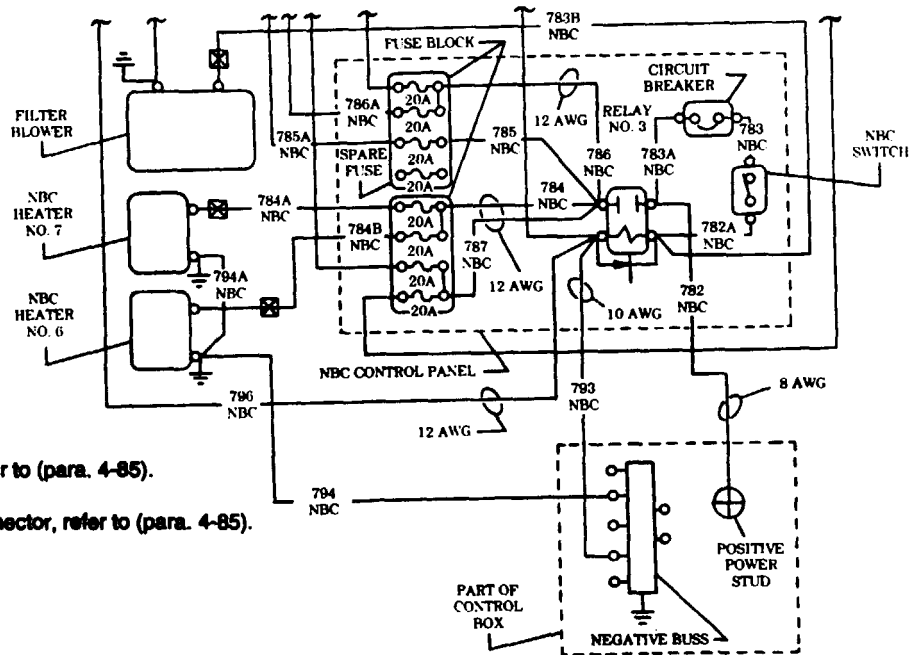 783B
NBC
FUSE BLOCK
CIRCUIT
BREAKER
FILTER
BLOWER
786A
NBC
20A
20A
12 AWG
RELAY
NO. 3
783
NBC
NBC
SWITCH
785A
NBC
SPARE
FUSE
20A
20A
785
NBC
786
NBC
783A
NBC
NBC
HEATER
NO. 7
784A
NBC
784
NBC
784B
NBC
20A
20A
20A
20A
787
NBC
12 AWG
782A
NBC
782
NBC
794A
NBC
NBC
HEATER
NO. 6
10 AWG
NBC CONTROL PANEL
796
NBC
12 AWG
793
NBC
8 AWG
r to (para. 4-85).
794
NBC
nector, refer to (para. 4-85).
POSITIVE
POWER
STUD
PART OF
CONTROL
BOX
NEGATIVE BUSS